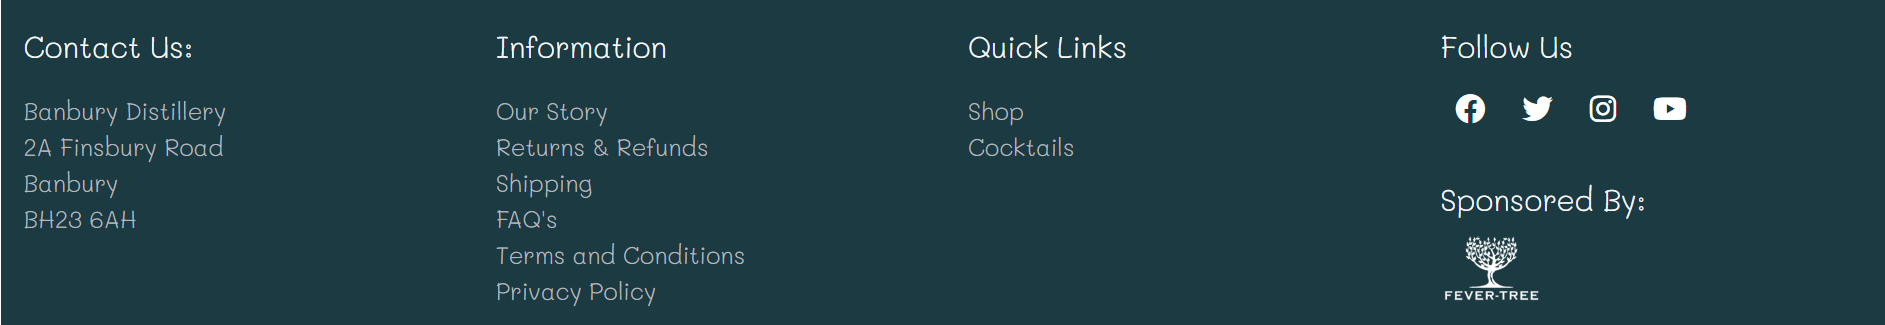 Contact Us:
Banbury Distillery
2A Finsbury Road
Banbury
BH23 6AH
Information
Our Story
Returns & Refunds
Shipping
FAQ's
Terms and Conditions
Privacy Policy
Quick Links
Shop
Cocktails
Follow Us
Sponsored By:
FEVER-TREE